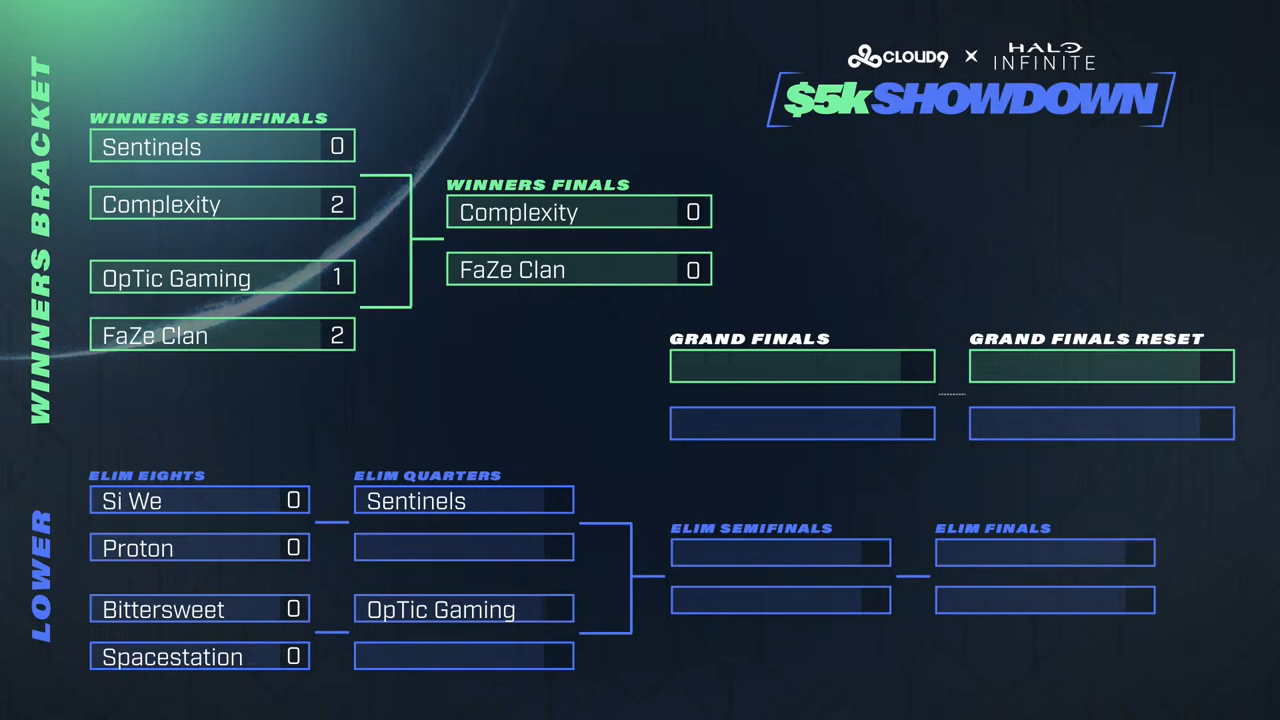 CLOUD9 X HALO INFINITE
$5k SHOWDOWN
WINNERS BRACKET
WINNERS SEMIFINALS
Sentinels 0
Complexity 2
OpTic Gaming 1
FaZe Clan 2
WINNERS FINALS
Complexity 0
FaZe Clan 0
GRAND FINALS
GRAND FINALS RESET
LOWER
ELIM EIGHTS
Si We 0
Proton 0
Bittersweet 0
Spacestation 0
ELIM QUARTERS
Sentinels
OpTic Gaming
ELIM SEMIFINALS
ELIM FINALS